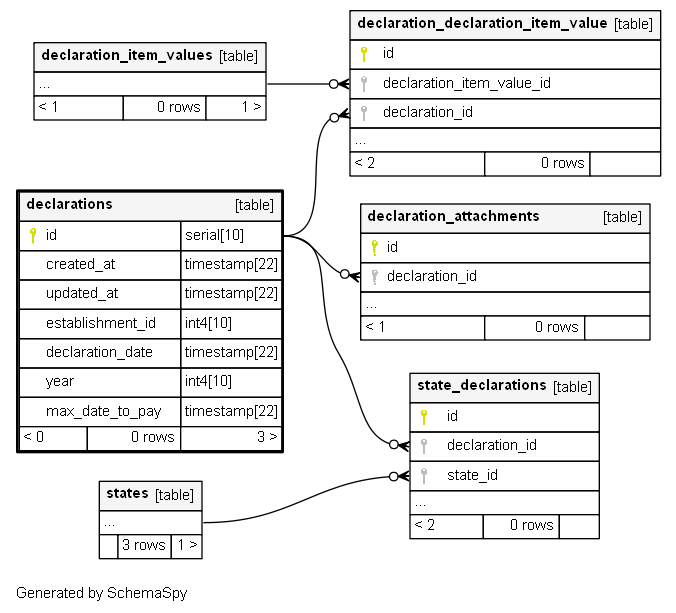 declaration_item_values [table]
...
< 1 0 rows 1 >
declaration_declaration_item_value [table]
id
declaration_item_value_id
declaration_id
...
< 2 0 rows
declarations [table]
id serial[10]
created_at timestamp[22]
updated_at timestamp[22]
establishment_id int4[10]
declaration_date timestamp[22]
year int4[10]
max_date_to_pay timestamp[22]
< 0 0 rows 3 >
declaration_attachments [table]
id
declaration_id
...
< 1 0 rows
state_declarations [table]
id
declaration_id
state_id
...
< 2 0 rows
states [table]
...
3 rows 1 >
Generated by SchemaSpy